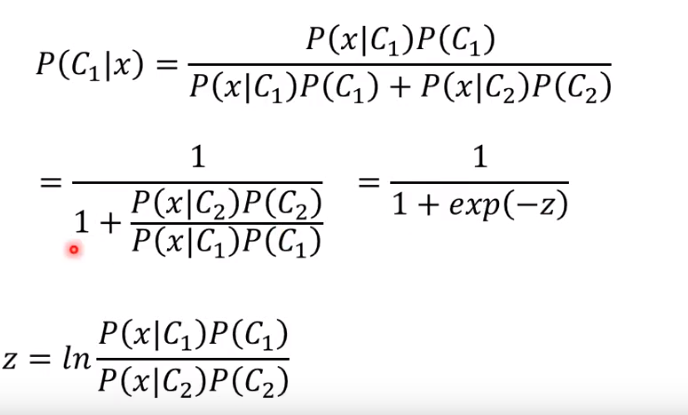 P(C₁|x) = P(x|C₁)P(C₁) / P(x|C₁)P(C₁) + P(x|C₂)P(C₂)
= 1 / 1 + P(x|C₂)P(C₂) / P(x|C₁)P(C₁) = 1 / 1 + exp(−z)
z = ln P(x|C₁)P(C₁) / P(x|C₂)P(C₂)